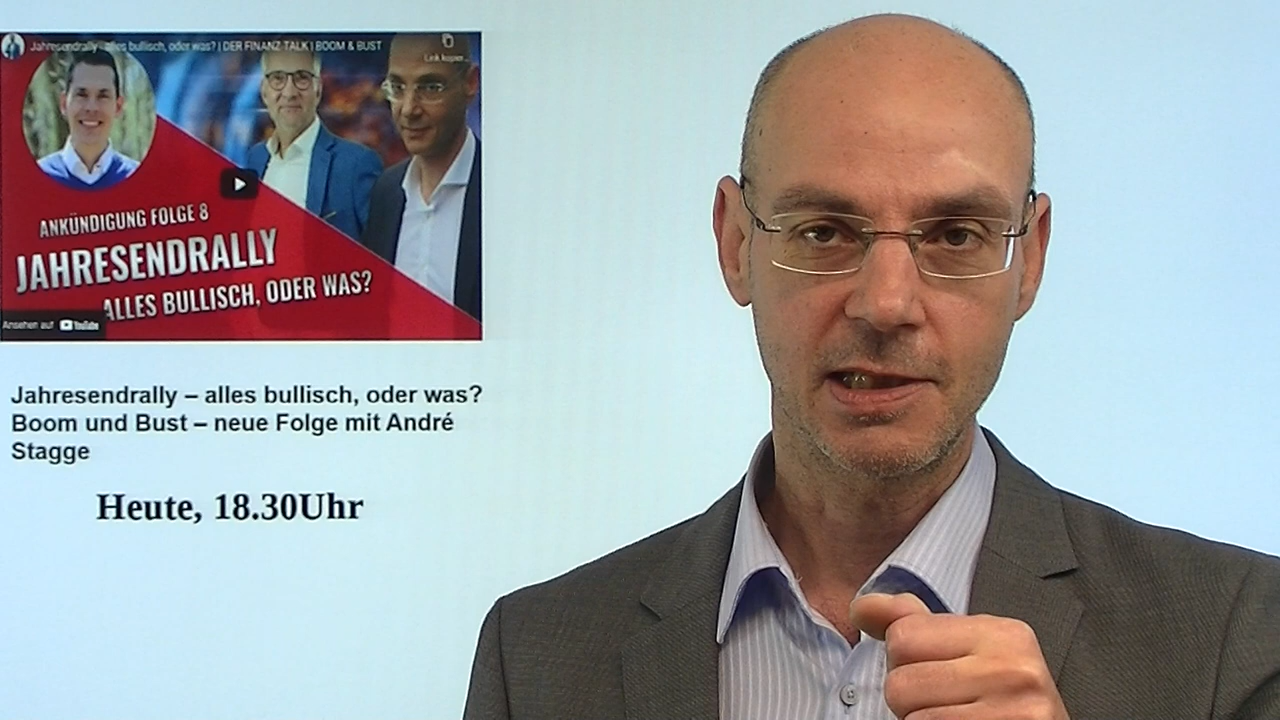 Jahresendrally - alles bullisch, oder was? | DER FINANZ TALK | BOOM & BUST
Link kopier...
ANKÜNDIGUNG FOLGE 8
JAHRESENDRALLY
ALLES BULLISCH, ODER WAS?
Ansehen auf YouTube
Jahresendrally – alles bullisch, oder was?
Boom und Bust – neue Folge mit André
Stagge
Heute, 18.30Uhr